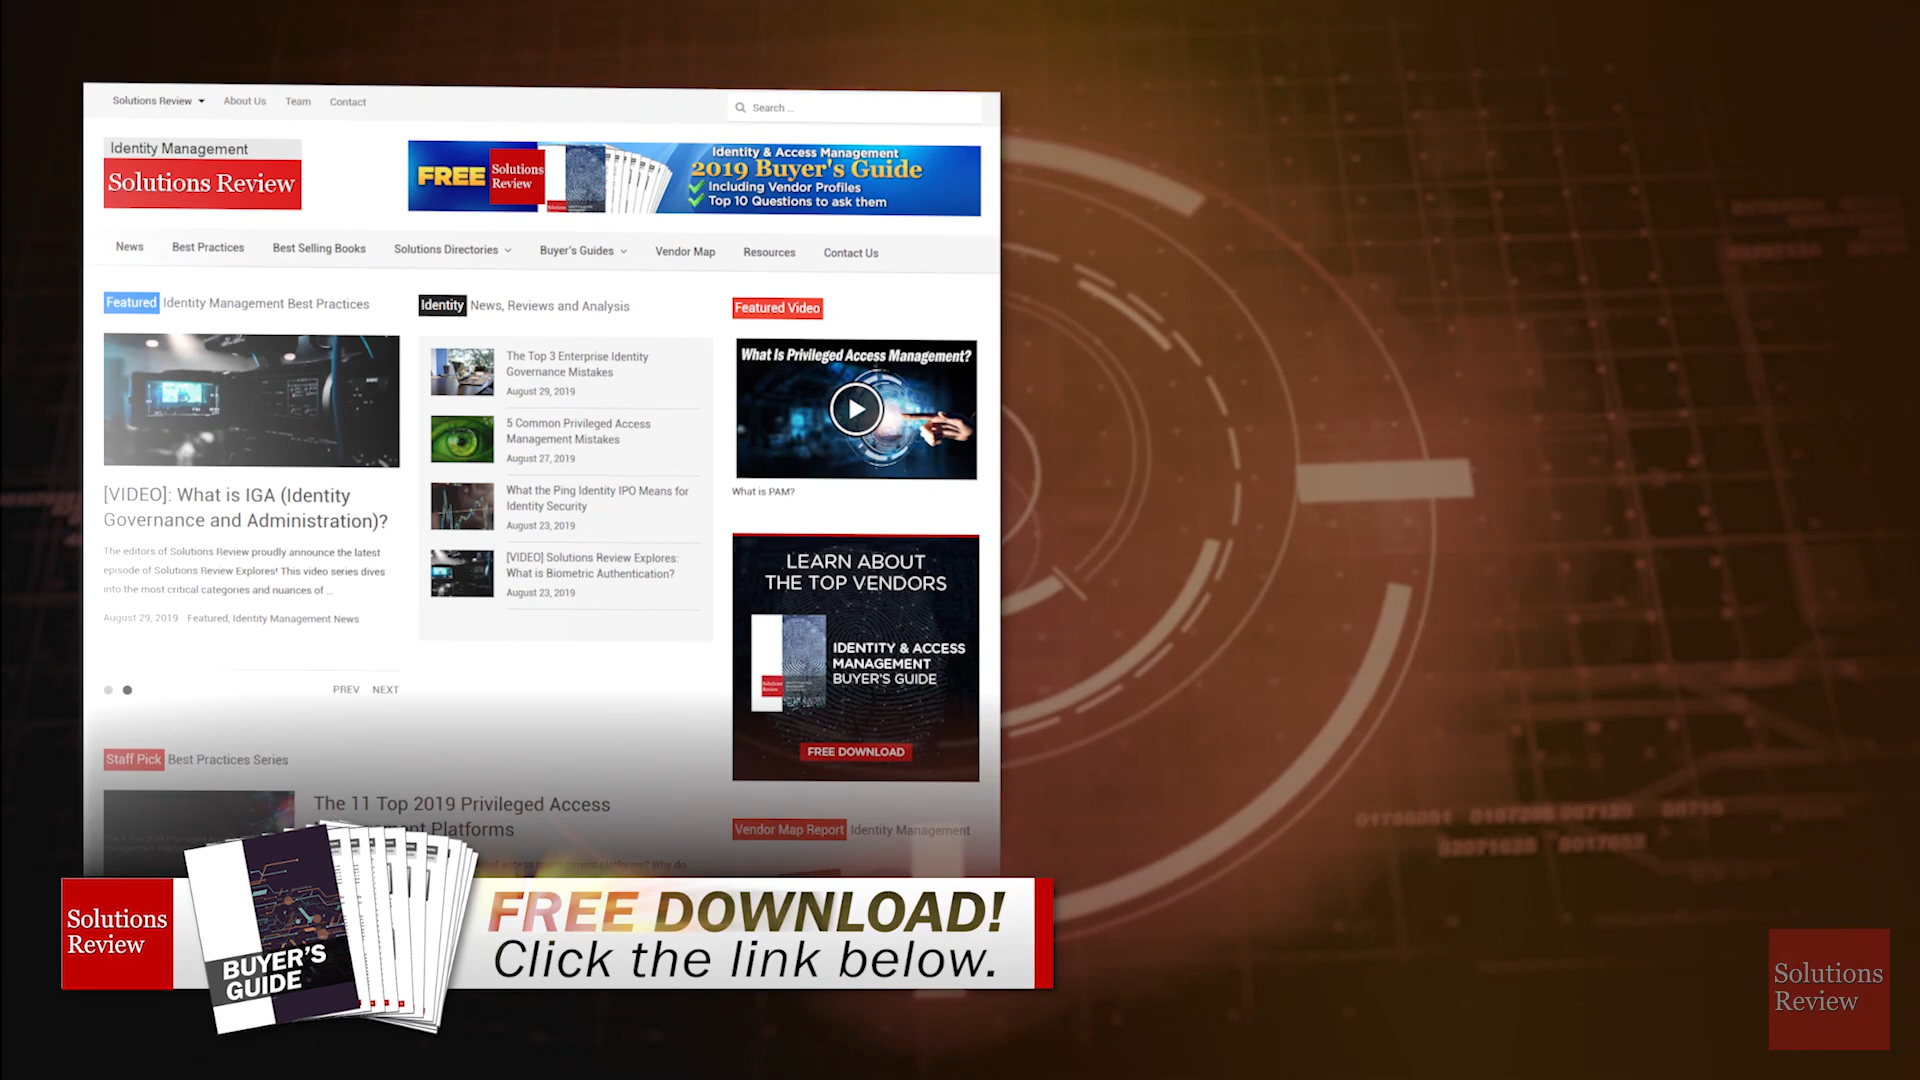 Solutions Review
About Us
Team
Contact
Search ...
Identity Management
Solutions Review
FREE
Solutions
Review
Identity & Access Management
2019 Buyer's Guide
Including Vendor Profiles
Top 10 Questions to ask them
News
Best Practices
Best Selling Books
Solutions Directories
Buyer's Guides
Vendor Map
Resources
Contact Us
Featured Identity Management Best Practices
[VIDEO]: What is IGA (Identity
Governance and Administration)?
The editors of Solutions Review proudly announce the latest
episode of Solutions Review Explores! This video series dives
into the most critical categories and nuances of ...
August 29, 2019 Featured, Identity Management News
PREV NEXT
Identity News, Reviews and Analysis
The Top 3 Enterprise Identity
Governance Mistakes
August 29, 2019
5 Common Privileged Access
Management Mistakes
August 27, 2019
What the Ping Identity IPO Means for
Identity Security
August 23, 2019
[VIDEO] Solutions Review Explores:
What is Biometric Authentication?
August 23, 2019
Featured Video
What Is Privileged Access Management?
What is PAM?
LEARN ABOUT
THE TOP VENDORS
Solutions
Review
IDENTITY & ACCESS
MANAGEMENT
BUYER'S GUIDE
FREE DOWNLOAD
Staff Pick Best Practices Series
The 11 Top 2019 Privileged Access
Platforms
Vendor Map Report Identity Management
Solutions
Review
BUYER'S
GUIDE
FREE DOWNLOAD!
Click the link below.
Solutions
Review